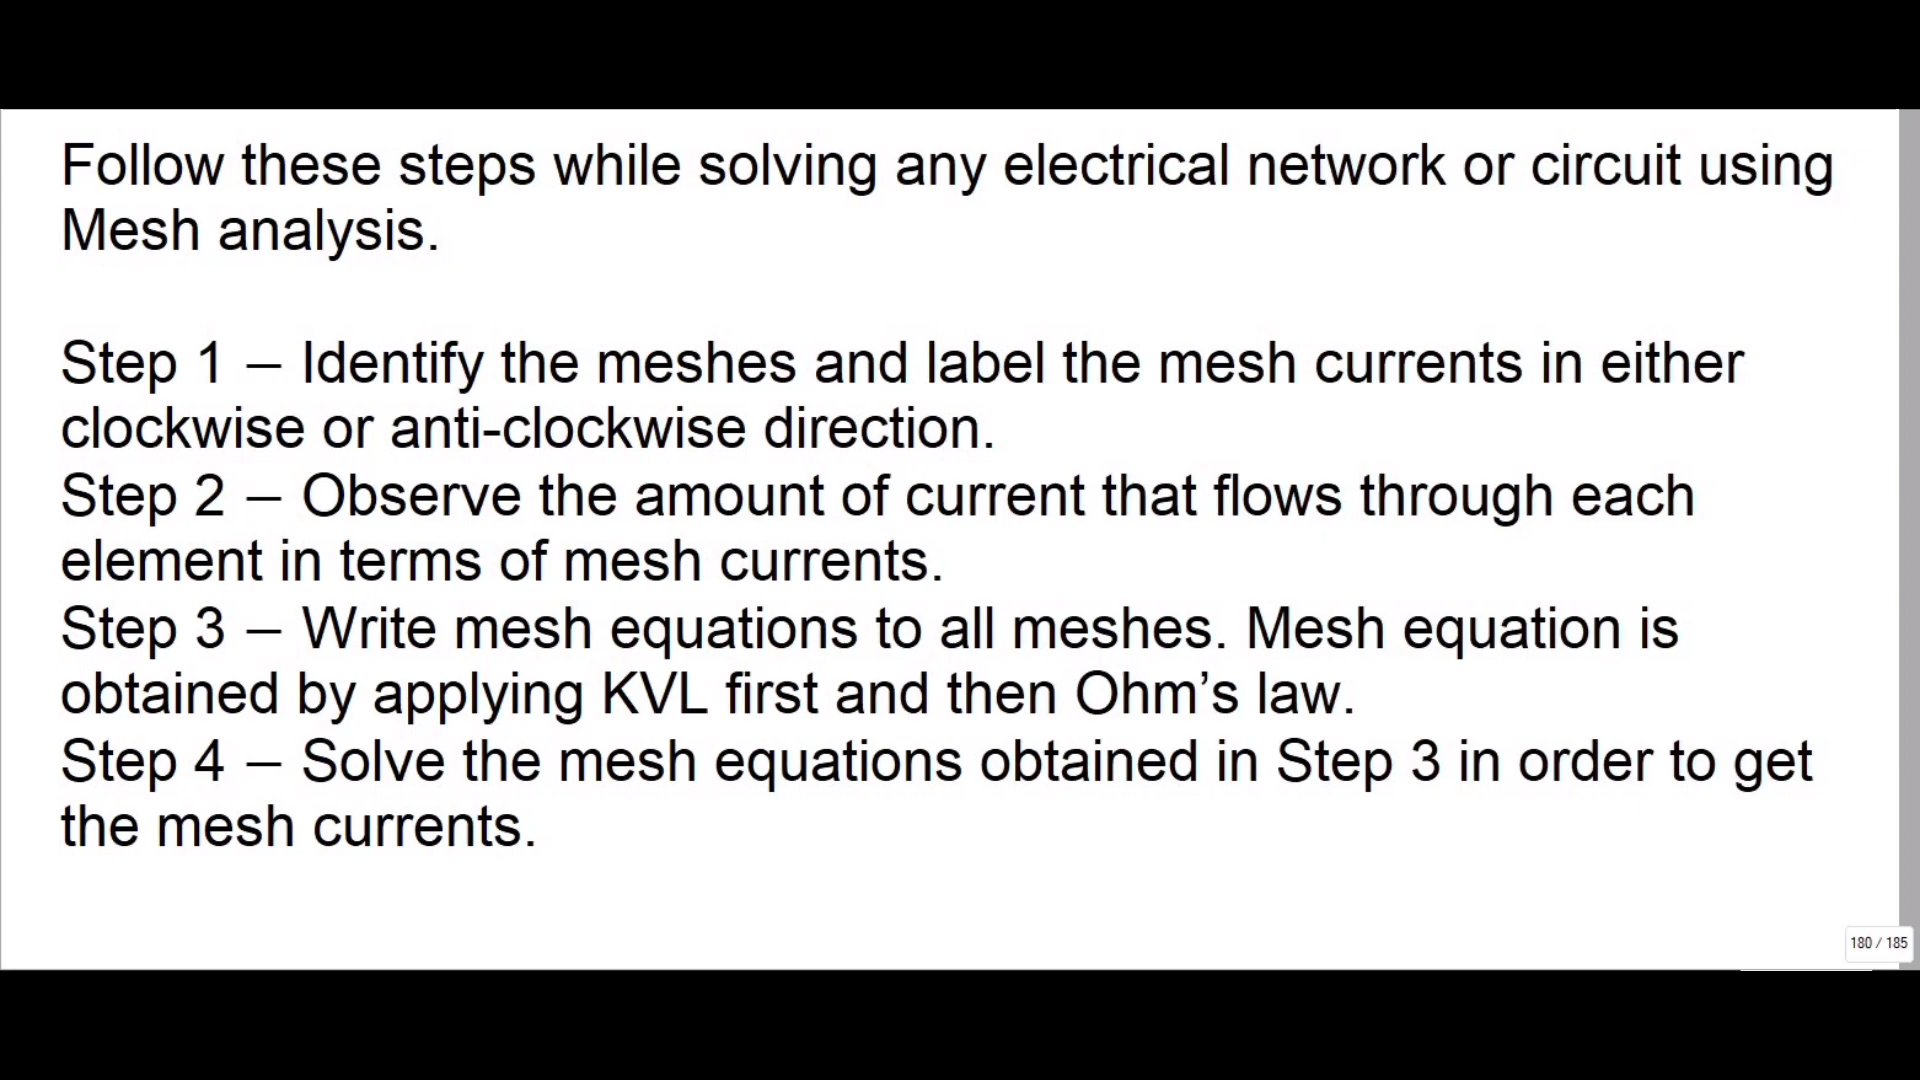 Follow these steps while solving any electrical network or circuit using
Mesh analysis.
Step 1 – Identify the meshes and label the mesh currents in either
clockwise or anti-clockwise direction.
Step 2 – Observe the amount of current that flows through each
element in terms of mesh currents.
Step 3 – Write mesh equations to all meshes. Mesh equation is
obtained by applying KVL first and then Ohm’s law.
Step 4 – Solve the mesh equations obtained in Step 3 in order to get
the mesh currents.
180 / 185